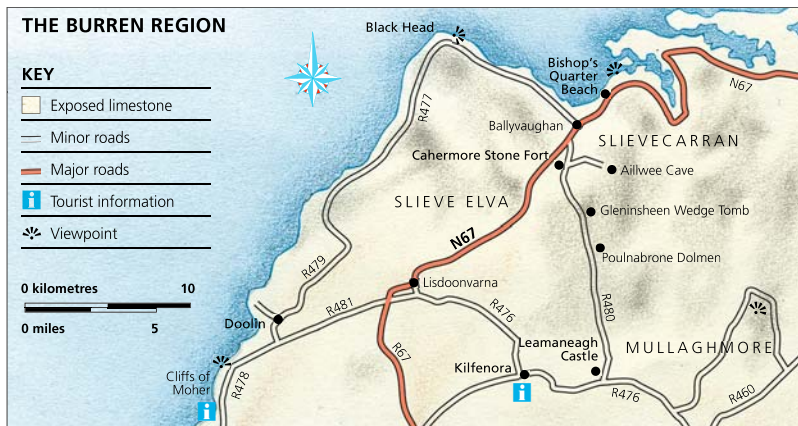 THE BURREN REGION
KEY
Exposed limestone
Minor roads
Major roads
i
Tourist information
Viewpoint
0 kilometres 10
0 miles 5
Black Head
Bishop's
Quarter
Beach
N67
R477
Ballyvaughan
SLIEVECARRAN
Cahermore Stone Fort
Aillwee Cave
SLIEVE ELVA
Gleninsheen Wedge Tomb
N67
Poulnabrone Dolmen
R479
Lisdoonvarna
R481
R476
R480
Doolin
R67
Leamaneagh
Castle
MULLAGHMORE
Cliffs of
Moher
Kilfenora
R478
R476
R460
i
i